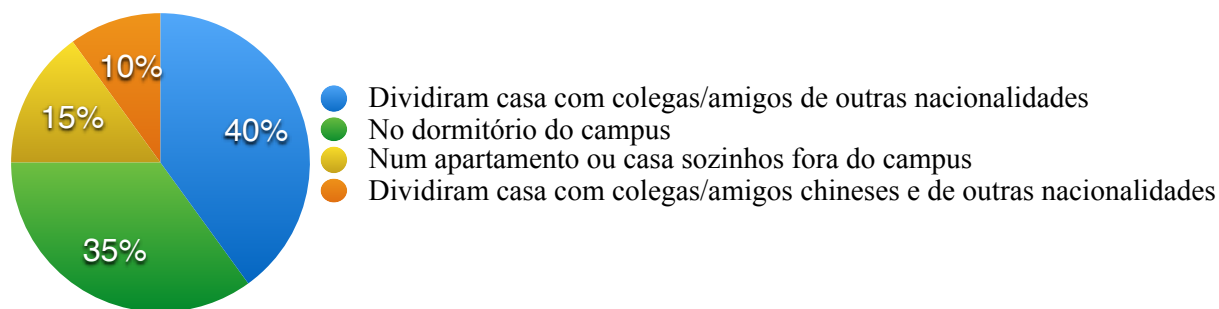 10%
15%
40%
35%
Dividiram casa com colegas/amigos de outras nacionalidades
No dormitório do campus
Num apartamento ou casa sozinhos fora do campus
Dividiram casa com colegas/amigos chineses e de outras nacionalidades